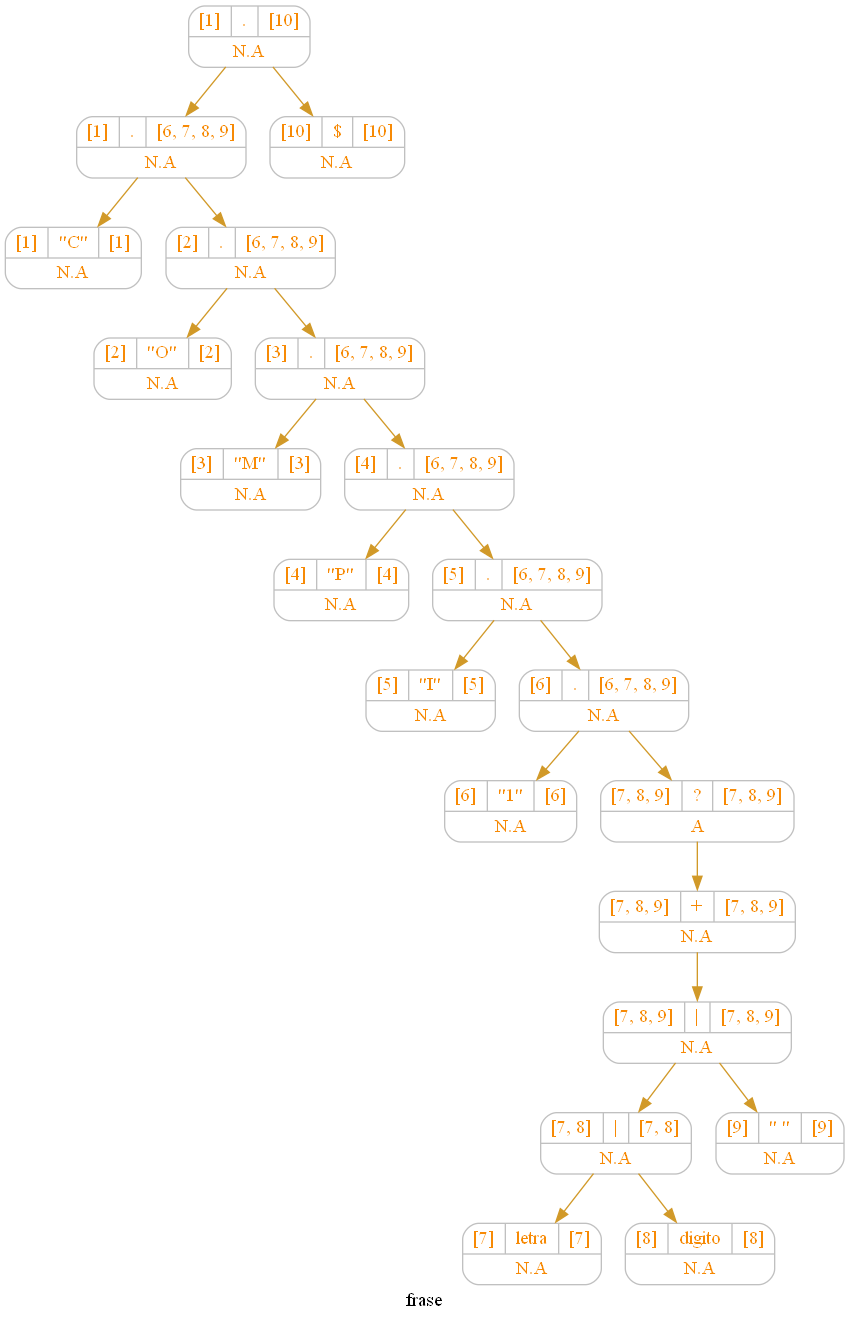 [1] . [10]
N.A
[1] . [6, 7, 8, 9]
[10] $ [10]
N.A
N.A
[1] "C" [1]
[2] . [6, 7, 8, 9]
N.A
N.A
[2] "O" [2]
[3] . [6, 7, 8, 9]
N.A
N.A
[3] "M" [3]
[4] . [6, 7, 8, 9]
N.A
N.A
[4] "P" [4]
[5] . [6, 7, 8, 9]
N.A
N.A
[5] "I" [5]
[6] . [6, 7, 8, 9]
N.A
N.A
[6] "1" [6]
[7, 8, 9] ? [7, 8, 9]
N.A
A
[7, 8, 9] + [7, 8, 9]
N.A
[7, 8, 9] | [7, 8, 9]
N.A
[7, 8] | [7, 8]
[9] " " [9]
N.A
N.A
[7] letra [7]
[8] digito [8]
N.A
N.A
frase